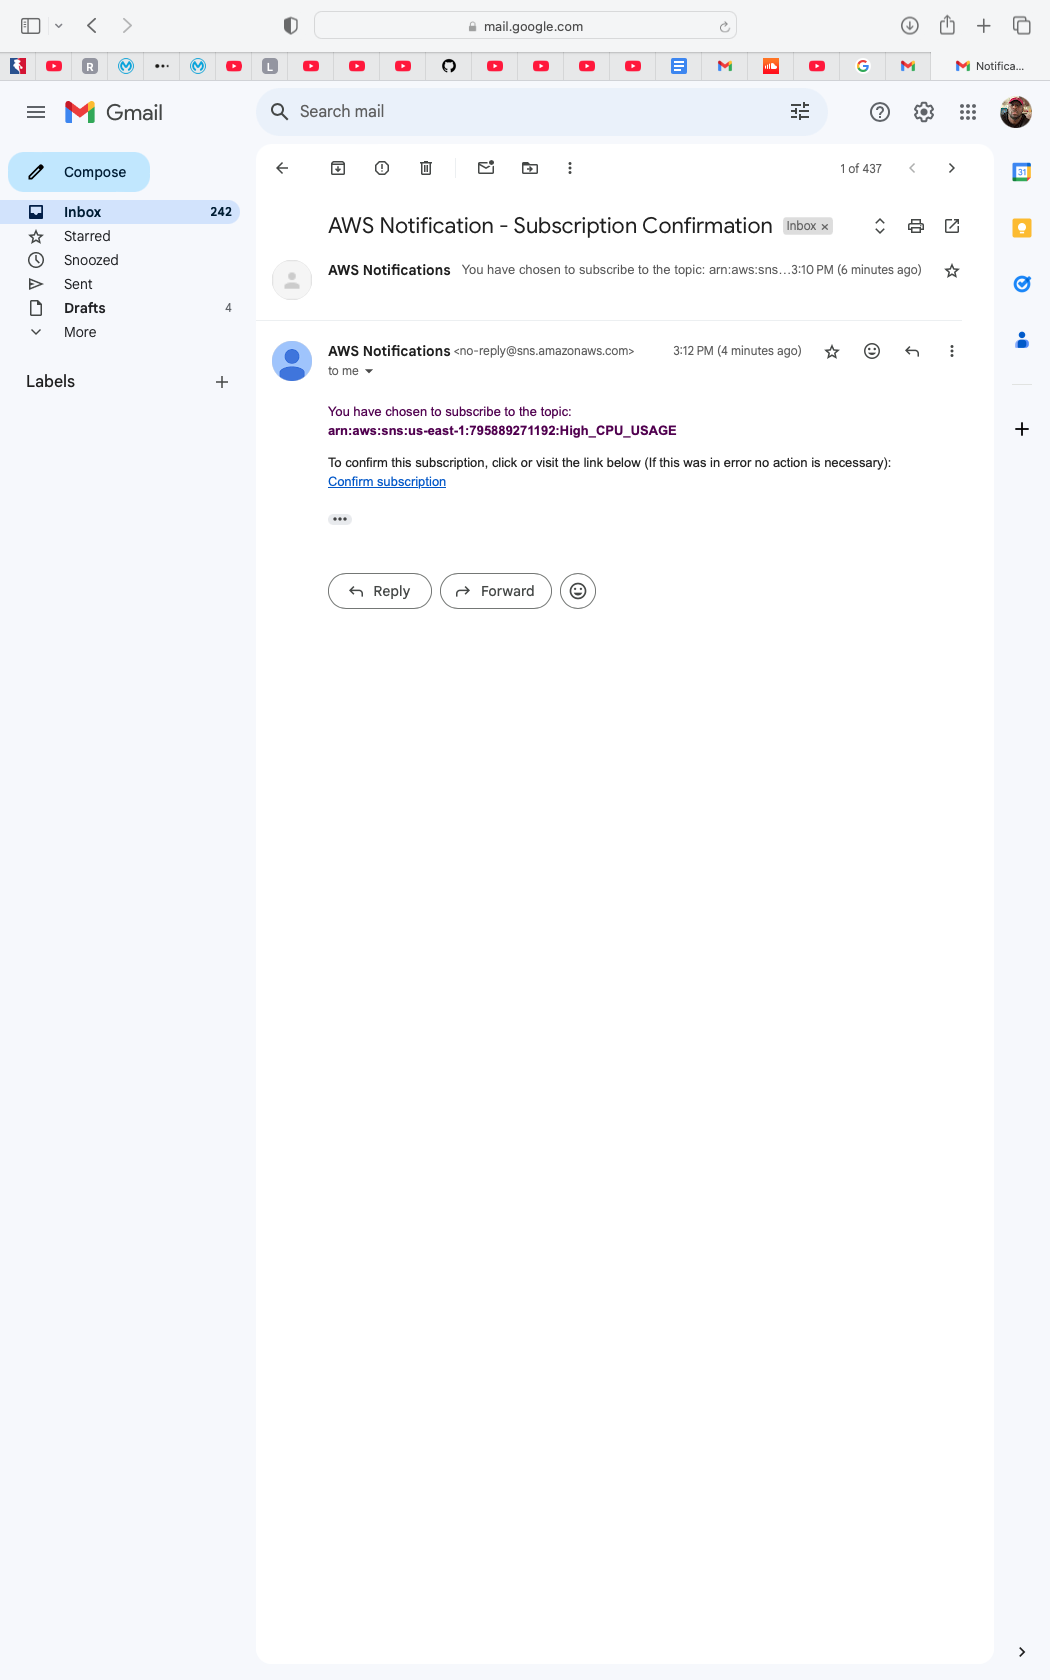 mail.google.com
R
L
Notifica...
Gmail
Search mail
Compose
Inbox 242
Starred
Snoozed
Sent
Drafts 4
More
Labels
1 of 437
31
AWS Notification - Subscription Confirmation Inbox ×
AWS Notifications You have chosen to subscribe to the topic: arn:aws:sns...3:10 PM (6 minutes ago)
AWS Notifications <no-reply@sns.amazonaws.com> 3:12 PM (4 minutes ago)
to me
You have chosen to subscribe to the topic:
arn:aws:sns:us-east-1:795889271192:High_CPU_USAGE
To confirm this subscription, click or visit the link below (If this was in error no action is necessary):
Confirm subscription
Reply Forward